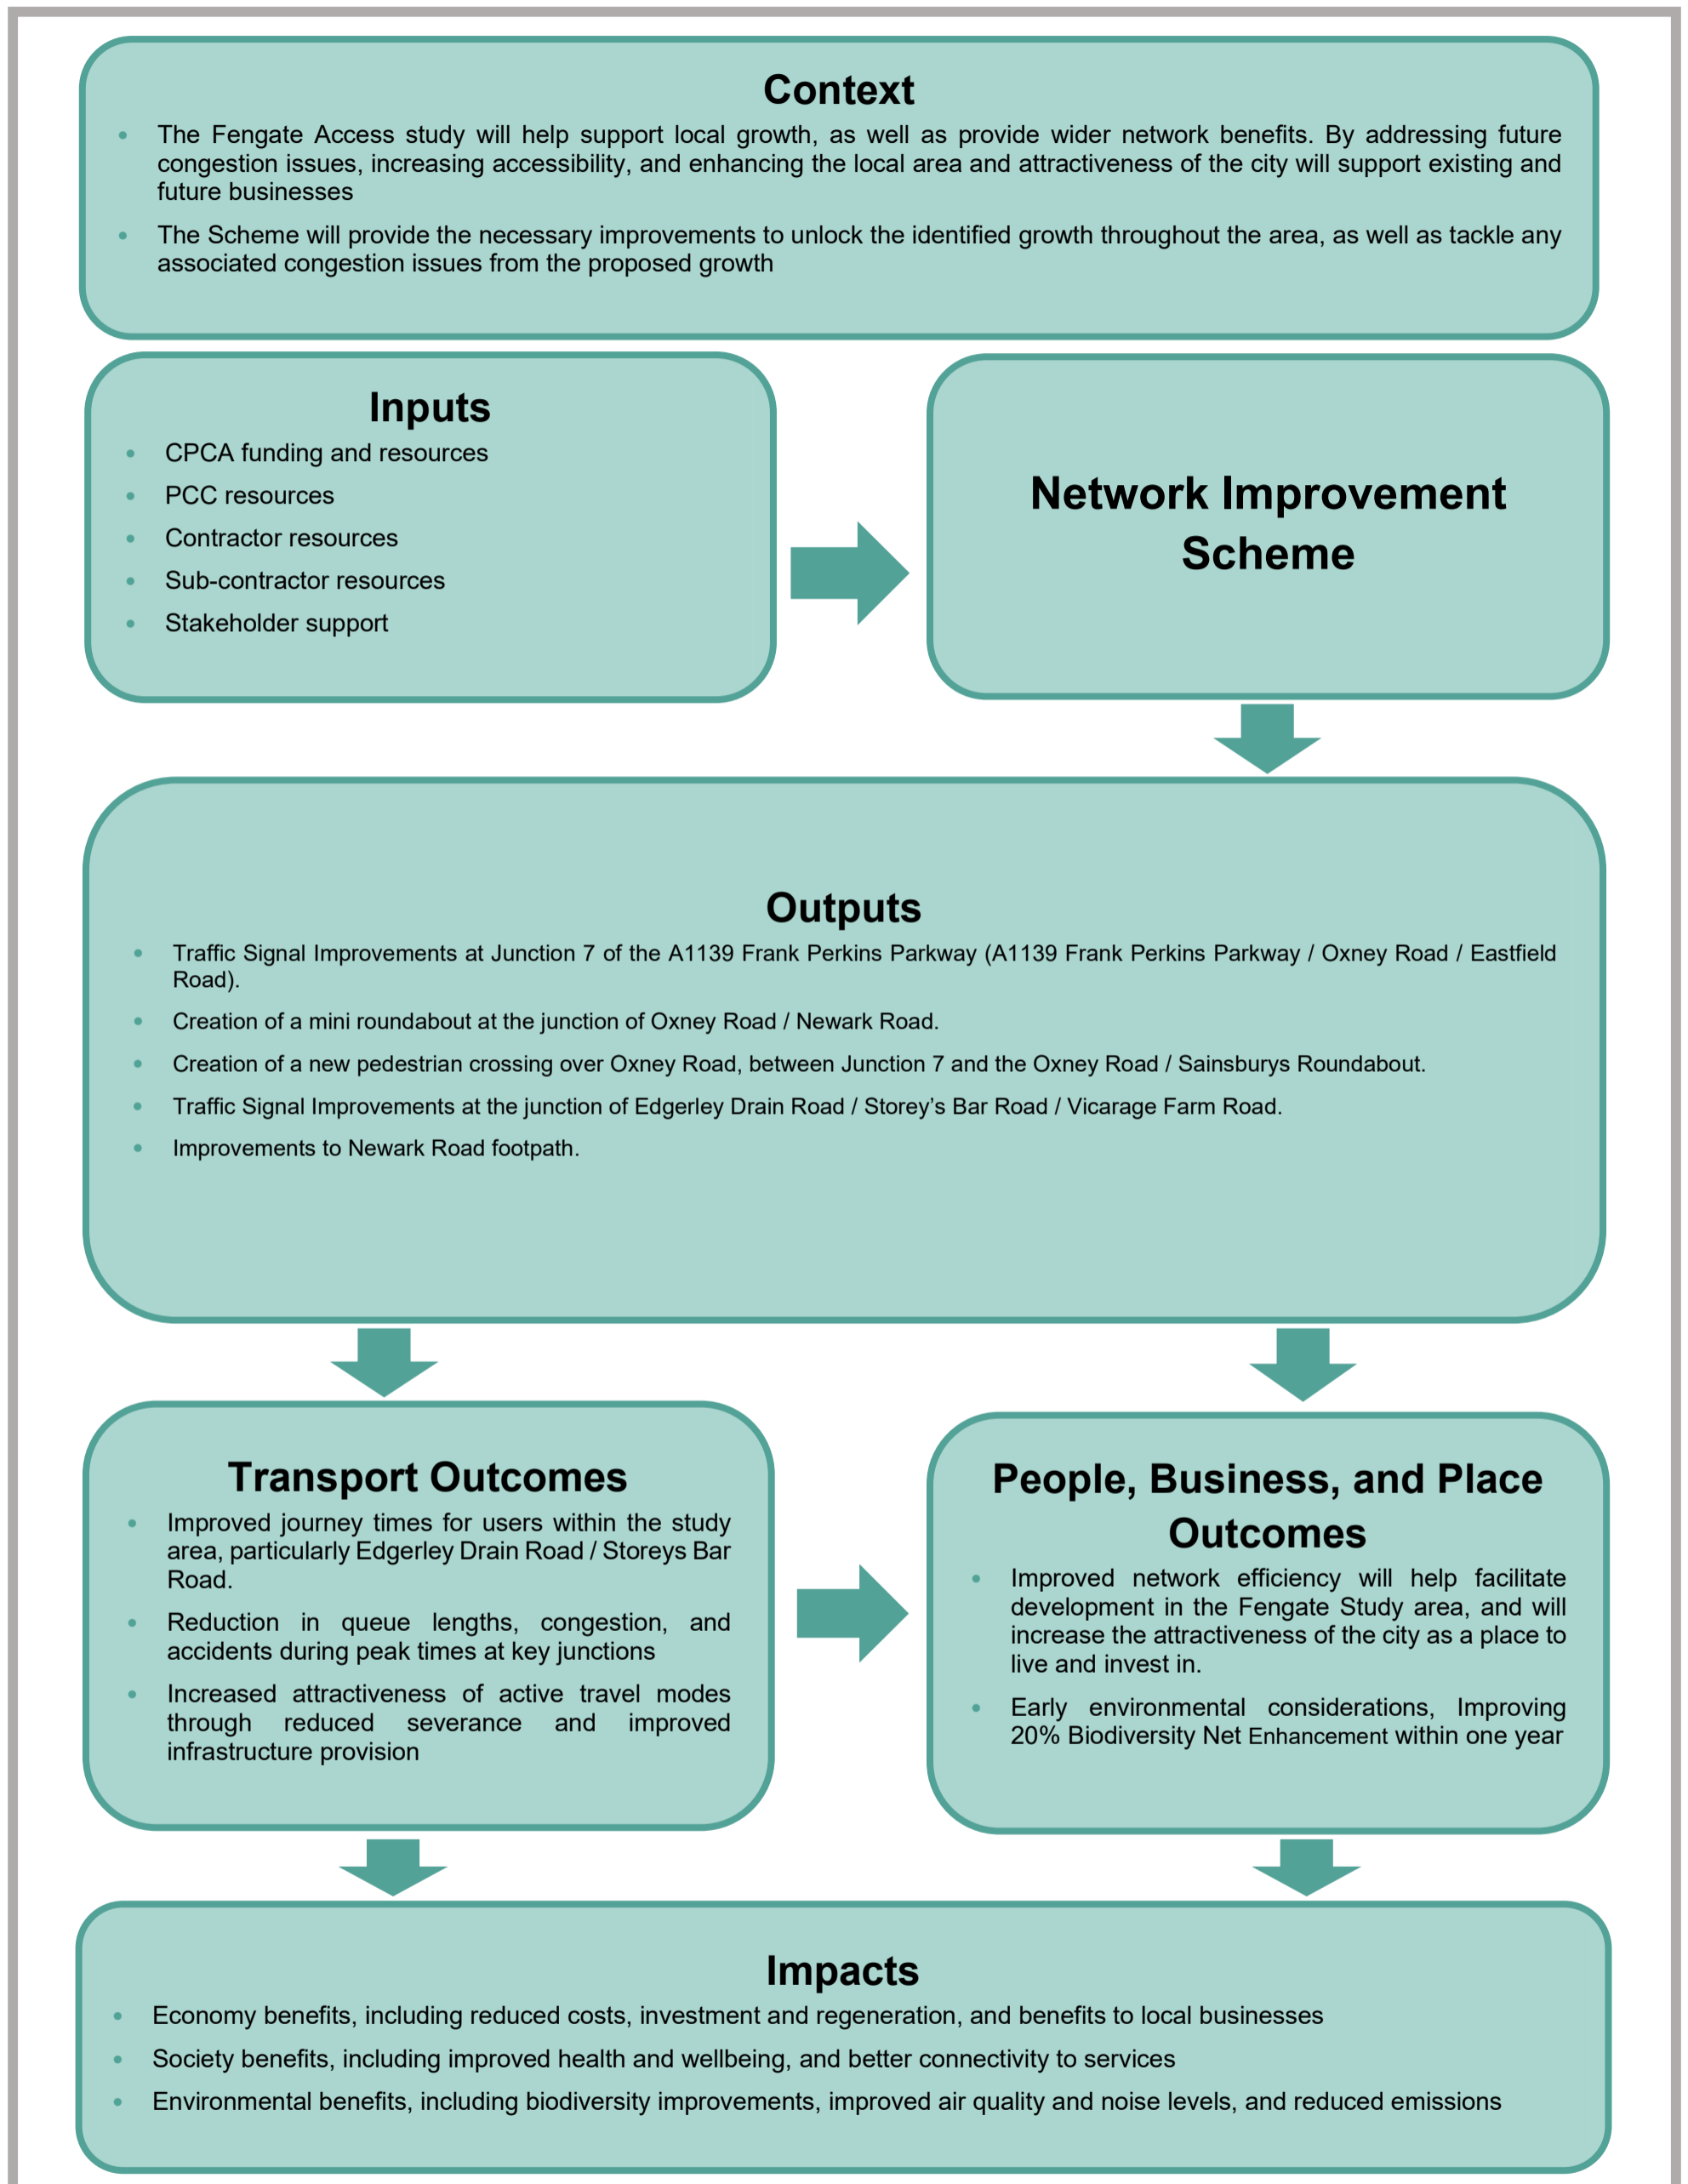 Context
• The Fengate Access study will help support local growth, as well as provide wider network benefits. By addressing future
congestion issues, increasing accessibility, and enhancing the local area and attractiveness of the city will support existing and
future businesses
• The Scheme will provide the necessary improvements to unlock the identified growth throughout the area, as well as tackle any
associated congestion issues from the proposed growth
Inputs
• CPCA funding and resources
• PCC resources
• Contractor resources
• Sub-contractor resources
• Stakeholder support
Network Improvement
Scheme
Outputs
• Traffic Signal Improvements at Junction 7 of the A1139 Frank Perkins Parkway (A1139 Frank Perkins Parkway / Oxney Road / Eastfield
Road).
• Creation of a mini roundabout at the junction of Oxney Road / Newark Road.
• Creation of a new pedestrian crossing over Oxney Road, between Junction 7 and the Oxney Road / Sainsburys Roundabout.
• Traffic Signal Improvements at the junction of Edgerley Drain Road / Storey’s Bar Road / Vicarage Farm Road.
• Improvements to Newark Road footpath.
Transport Outcomes
• Improved journey times for users within the study
area, particularly Edgerley Drain Road / Storeys Bar
Road.
• Reduction in queue lengths, congestion, and
accidents during peak times at key junctions
• Increased attractiveness of active travel modes
through reduced severance and improved
infrastructure provision
People, Business, and Place
Outcomes
• Improved network efficiency will help facilitate
development in the Fengate Study area, and will
increase the attractiveness of the city as a place to
live and invest in.
• Early environmental considerations, Improving
20% Biodiversity Net Enhancement within one year
Impacts
• Economy benefits, including reduced costs, investment and regeneration, and benefits to local businesses
• Society benefits, including improved health and wellbeing, and better connectivity to services
• Environmental benefits, including biodiversity improvements, improved air quality and noise levels, and reduced emissions